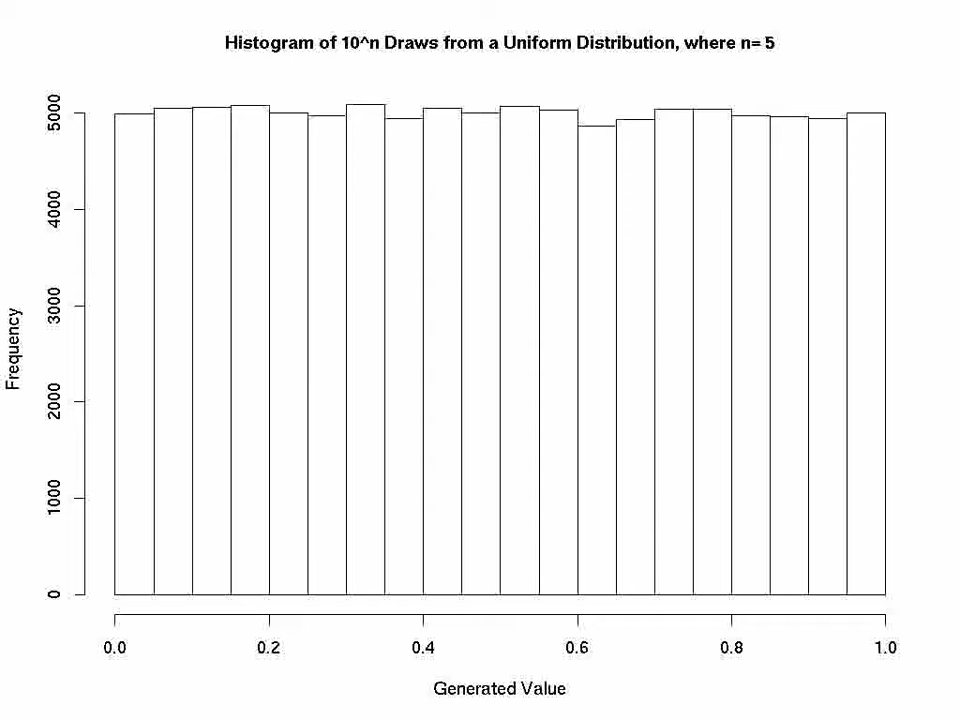 Histogram of 10^n Draws from a Uniform Distribution, where n= 5
5000
4000
3000
2000
1000
0
Frequency
0.0 0.2 0.4 0.6 0.8 1.0
Generated Value